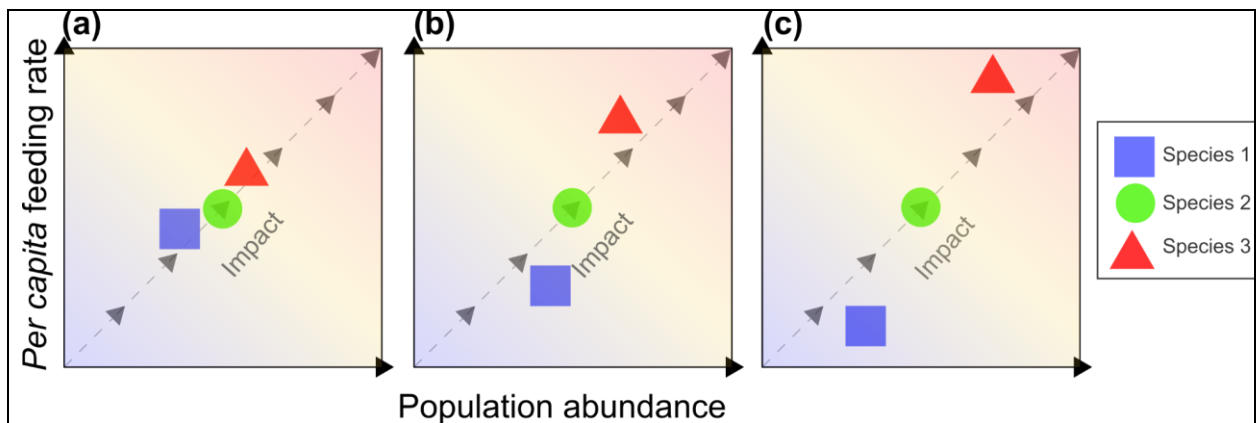 (a)
(b)
(c)
Per capita feeding rate
Impact
Impact
Impact
Species 1
Species 2
Species 3
Population abundance